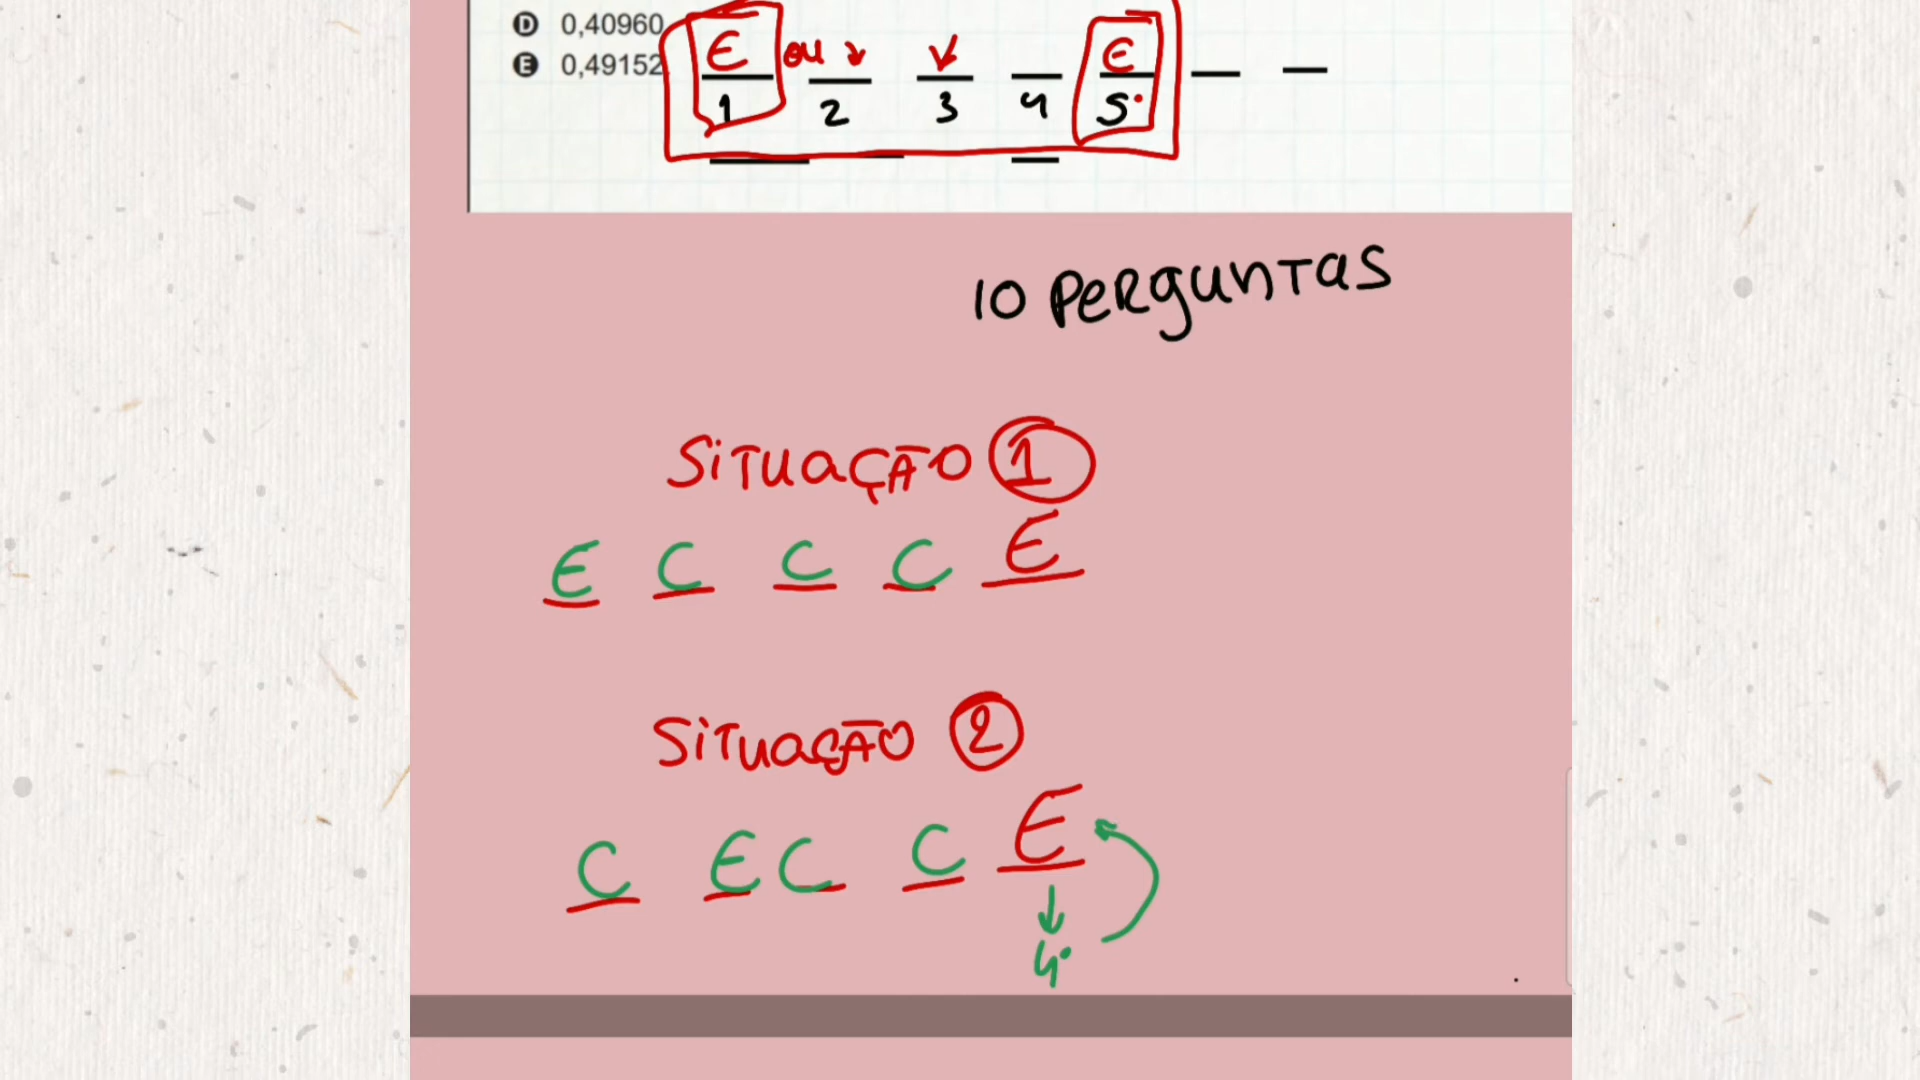 D 0,40960
E 0,49152
E ou ↓ ↓ E
1 2 3 4 5
10 PERGUNTAS
SITUAÇÃO 1
E C C C E
SITUAÇÃO 2
C E C C E
↓
4